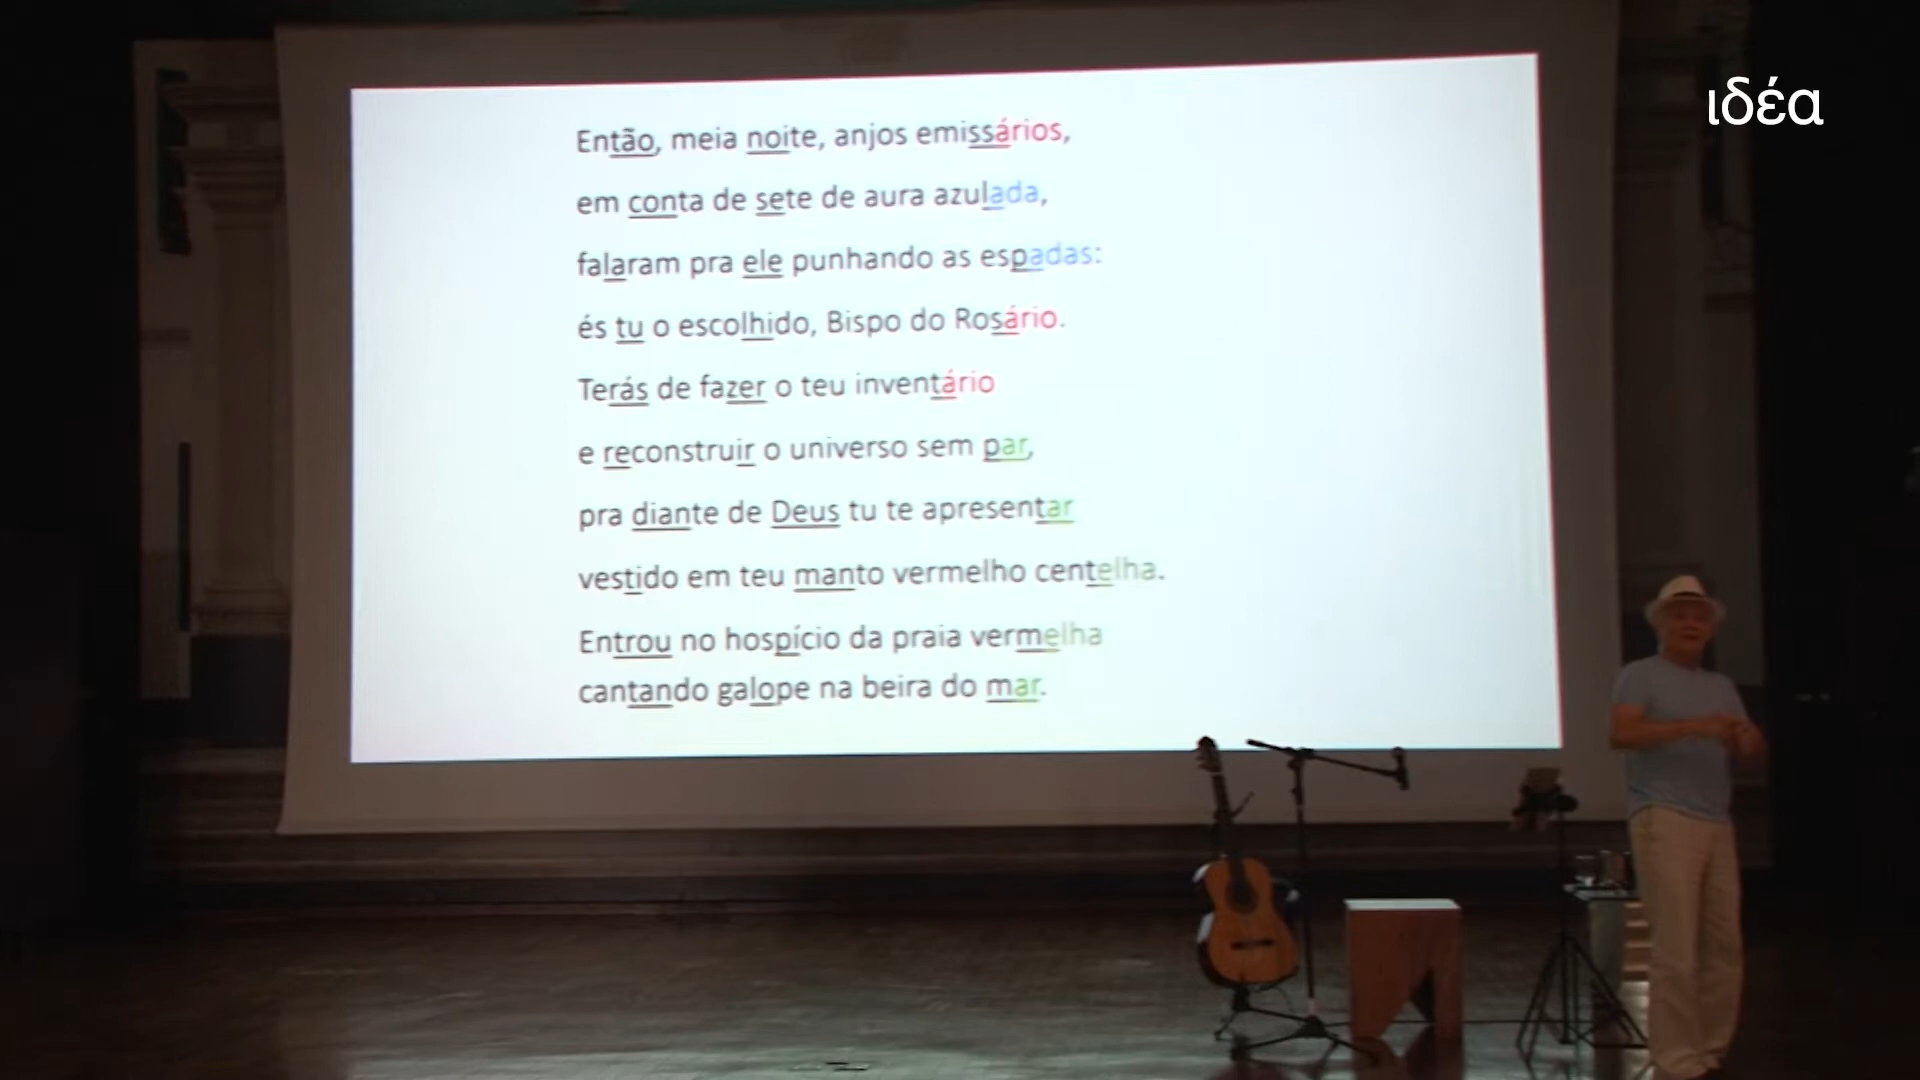 Então, meia noite, anjos emissários,
em conta de sete de aura azulada,
falaram pra ele punhando as espadas:
és tu o escolhido, Bispo do Rosário.
Terás de fazer o teu inventário
e reconstruir o universo sem par,
pra diante de Deus tu te apresentar
vestido em teu manto vermelho centelha.
Entrou no hospício da praia vermelha
cantando galope na beira do mar.
ιδέα